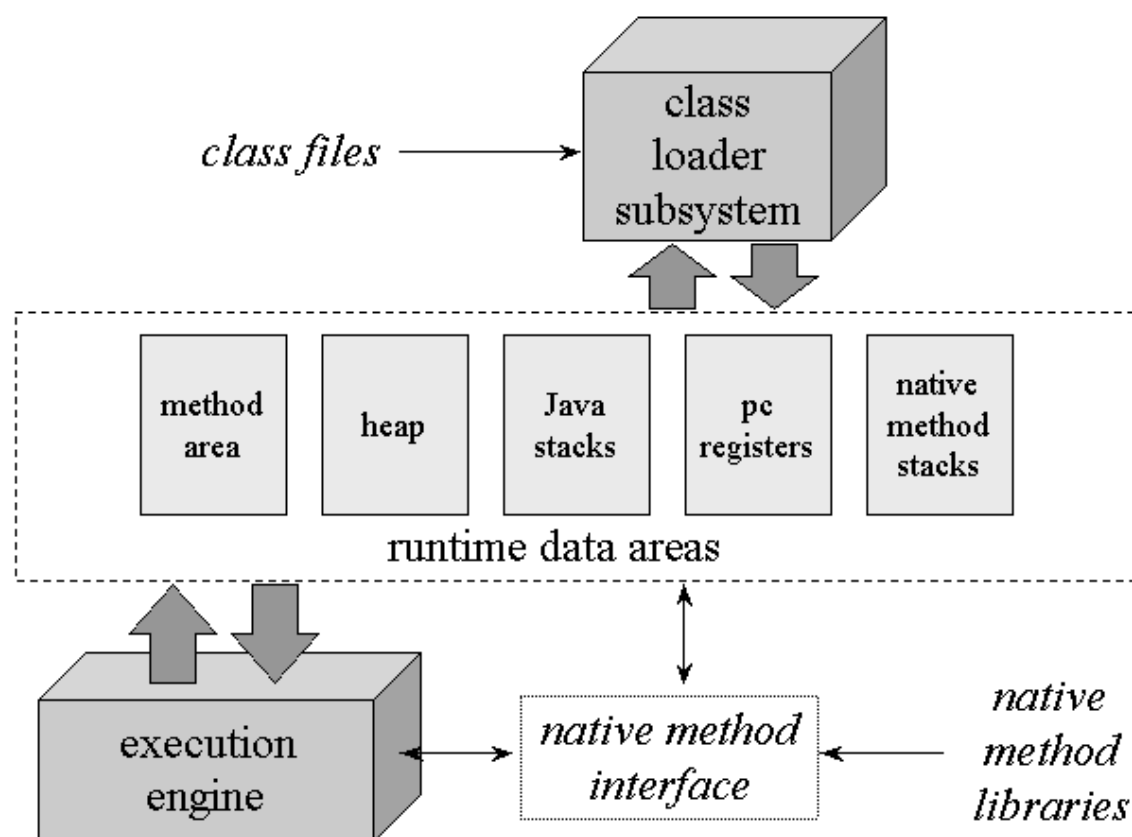 class
loader
subsystem
class files
method
area
heap
Java
stacks
pc
registers
native
method
stacks
runtime data areas
execution
engine
native method
interface
native
method
libraries